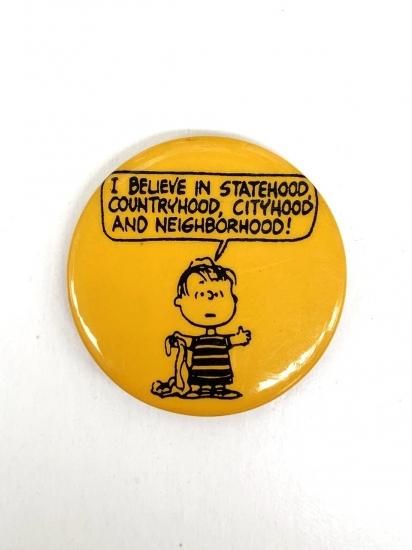 I BELIEVE IN STATEHOOD,
COUNTRYHOOD, CITYHOOD
AND NEIGHBORHOOD!